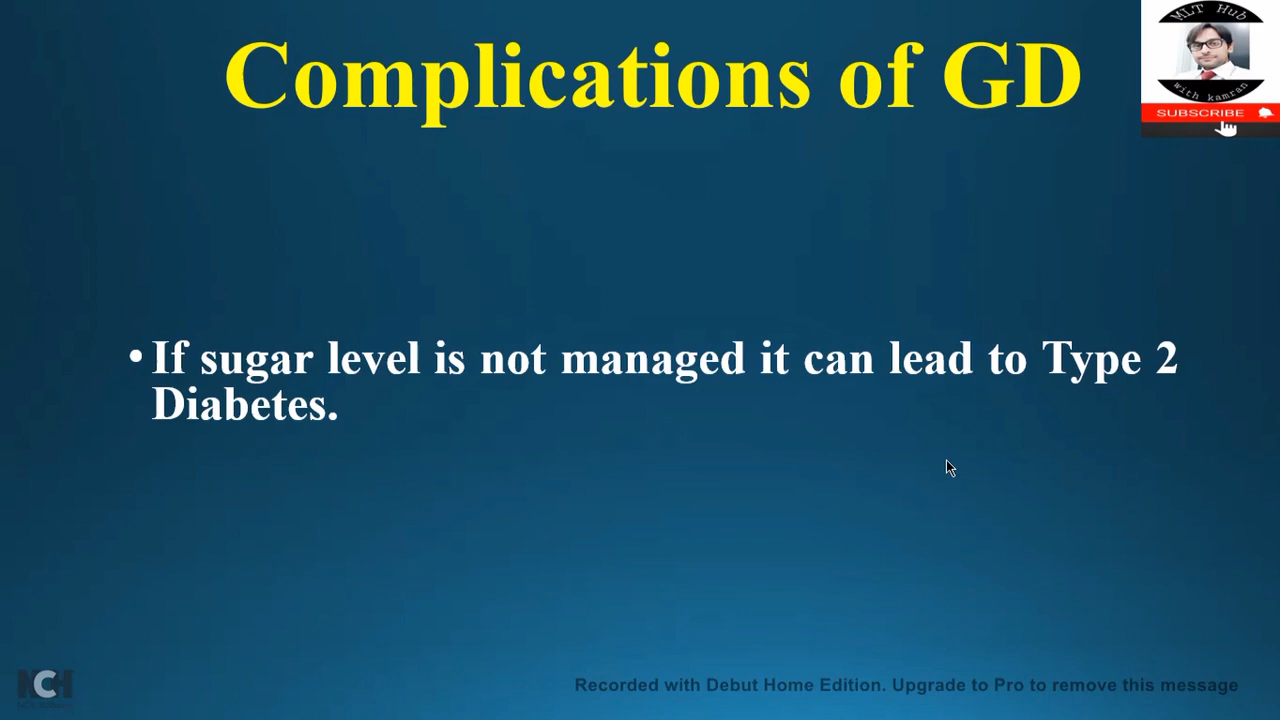 Complications of GD
MLT Hub
with kamran
SUBSCRIBE
• If sugar level is not managed it can lead to Type 2
Diabetes.
NCH
Recorded with Debut Home Edition. Upgrade to Pro to remove this message